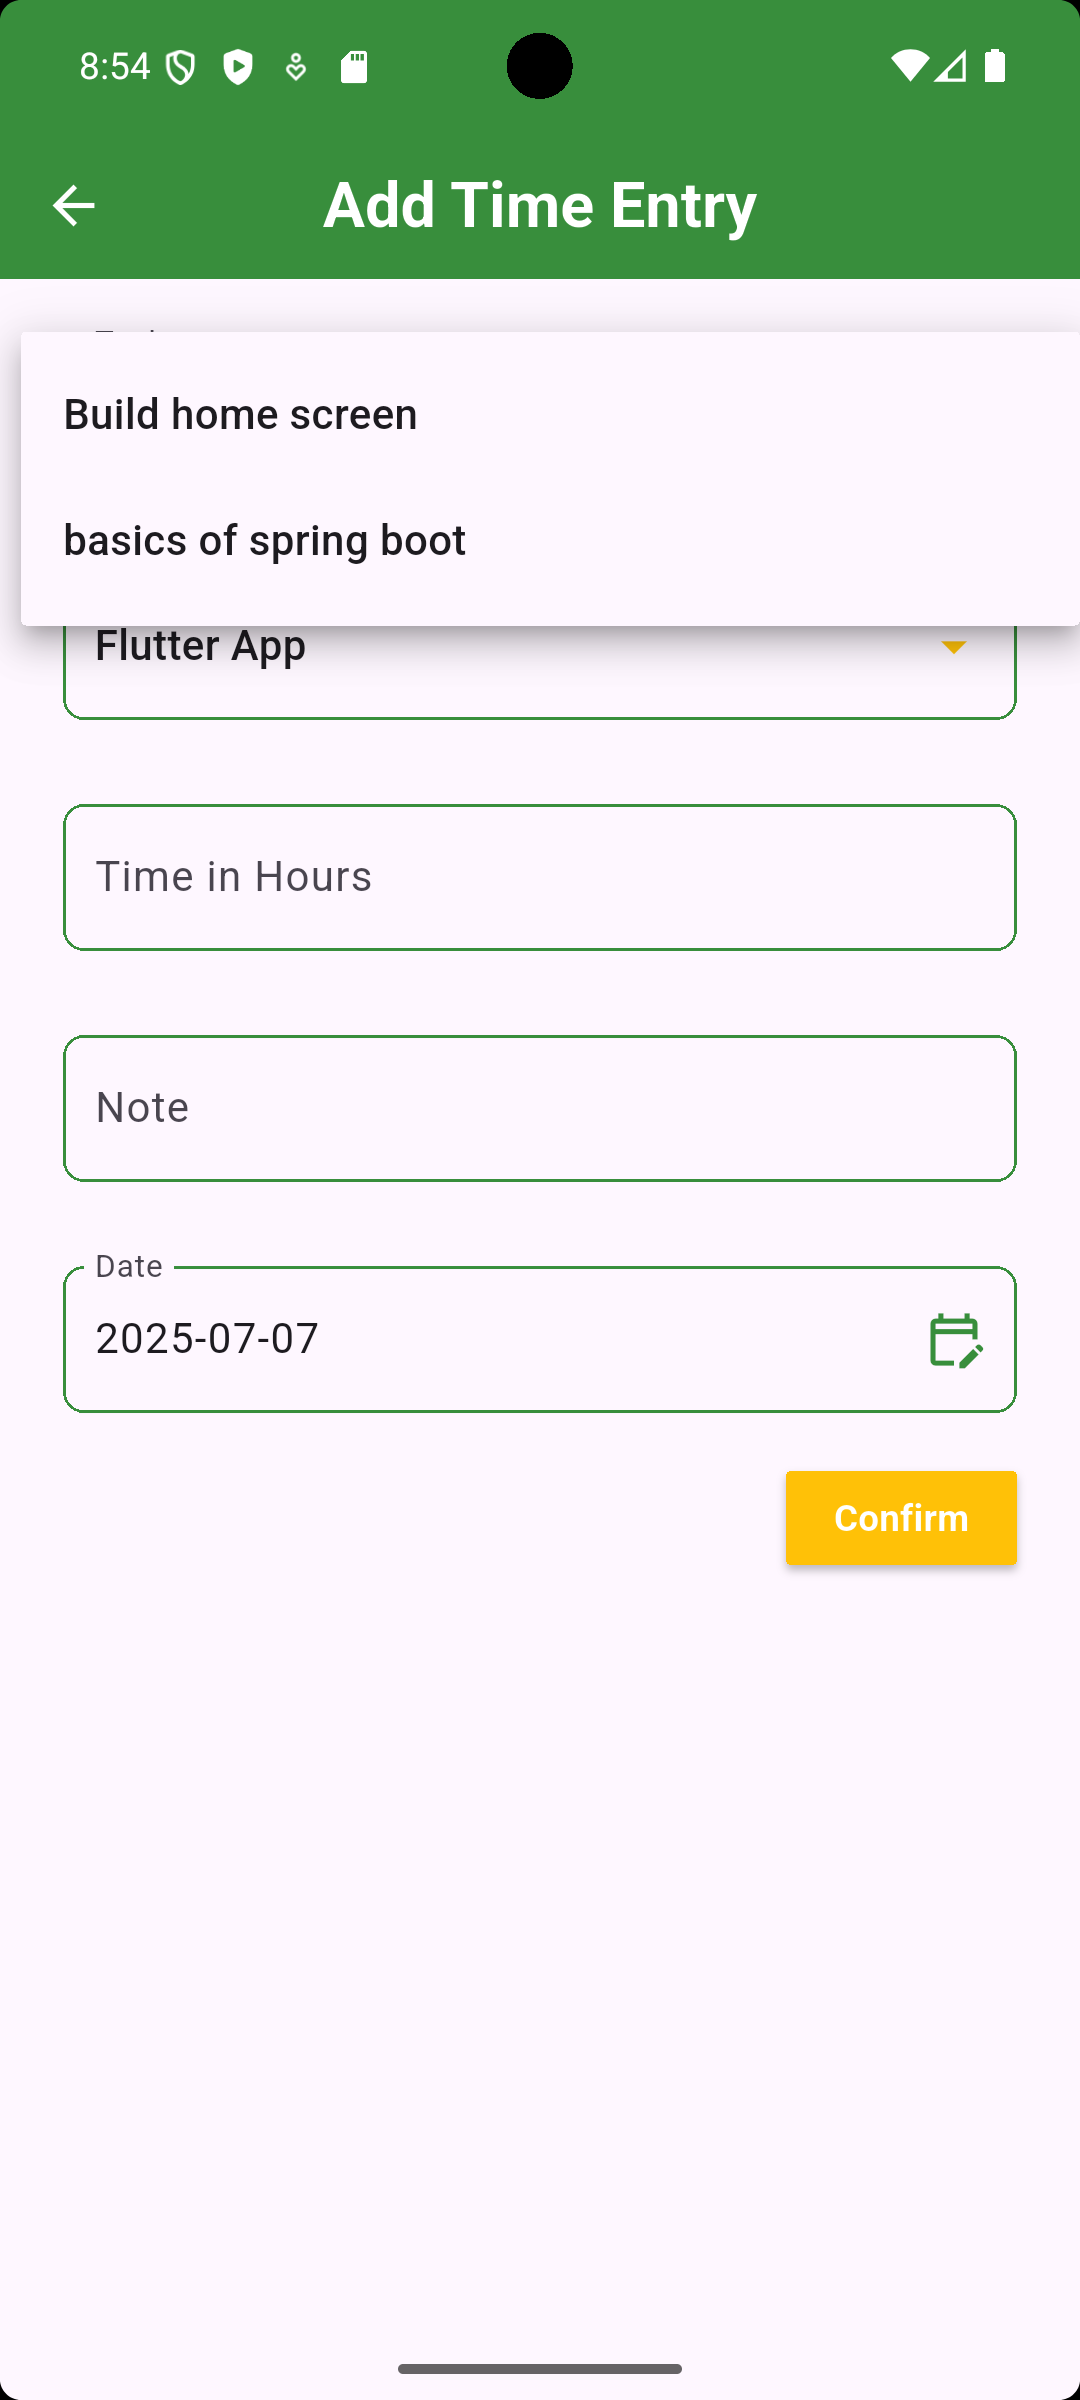 8:54
Add Time Entry
Build home screen
basics of spring boot
Flutter App
Time in Hours
Note
Date
2025-07-07
Confirm